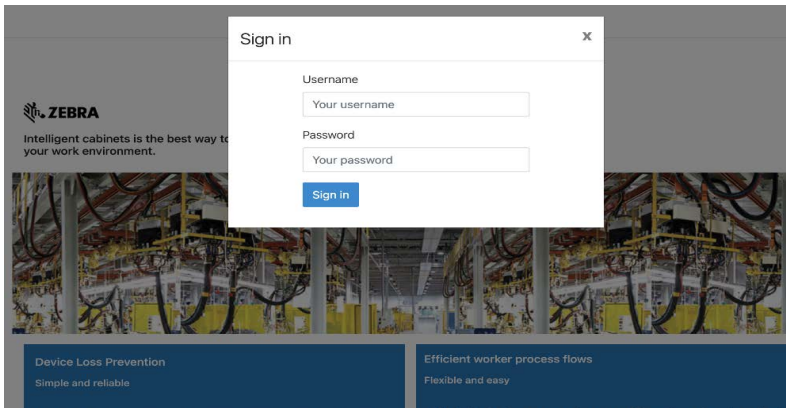 Sign in
x
Username
Your username
Password
Your password
Sign in
ZEBRA
Intelligent cabinets is the best way to
your work environment.
Device Loss Prevention
Simple and reliable
Efficient worker process flows
Flexible and easy